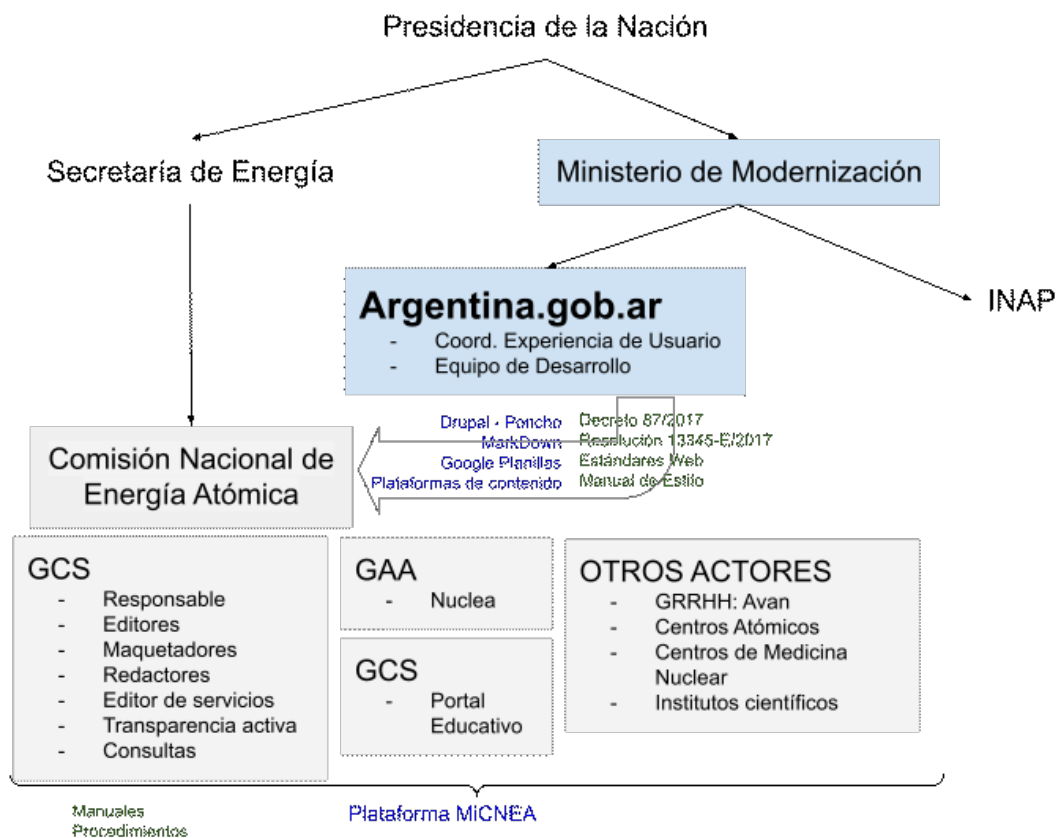 Presidencia de la Nación
Secretaría de Energía
Ministerio de Modernización
Argentina.gob.ar
- Coord. Experiencia de Usuario
- Equipo de Desarrollo
INAP
Drupal - Poncho
MarkDown
Google Planillas
Plataformas de contenido
Decreto 87/2017
Resolución 13345-E/2017
Estándares Web
Manual de Estilo
Comisión Nacional de
Energía Atómica
GCS
- Responsable
- Editores
- Maquetadores
- Redactores
- Editor de servicios
- Transparencia activa
- Consultas
GAA
- Nuclea
GCS
- Portal
Educativo
OTROS ACTORES
- GRRHH: Avan
- Centros Atómicos
- Centros de Medicina
Nuclear
- Institutos científicos
Manuales
Procedimientos
Plataforma MiCNEA